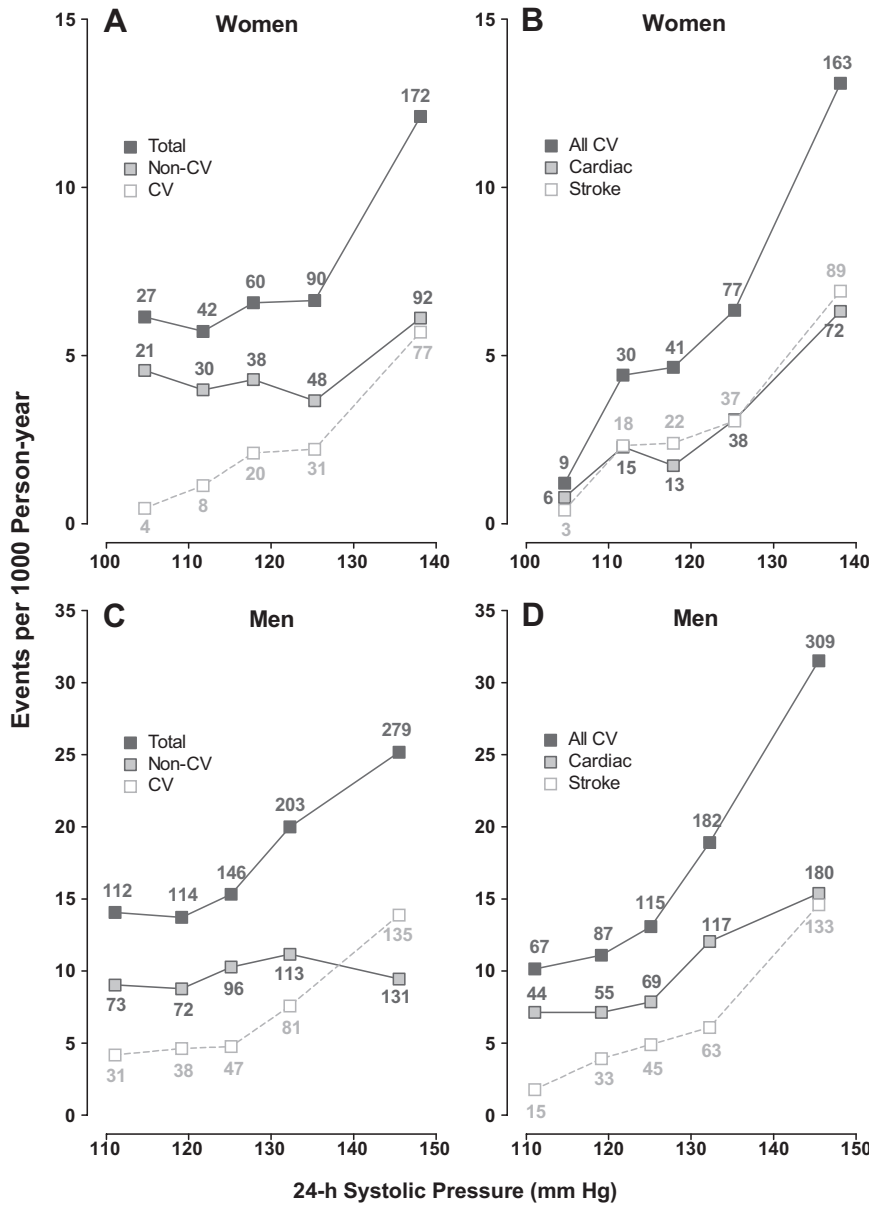 Events per 1000 Person-year
A Women
15
10
5
0
Total
Non-CV
CV
27 42 60 90 172
21 30 38 48 92
4 8 20 31 77
100 110 120 130 140
B Women
All CV
Cardiac
Stroke
9 30 41 77 163
6 15 13 38 72
3 18 22 37 89
100 110 120 130 140
C Men
35
30
25
20
15
10
5
0
Total
Non-CV
CV
112 114 146 203 279
73 72 96 113 131
31 38 47 81 135
110 120 130 140 150
D Men
All CV
Cardiac
Stroke
67 87 115 182 309
44 55 69 117 180
15 33 45 63 133
110 120 130 140 150
24-h Systolic Pressure (mm Hg)